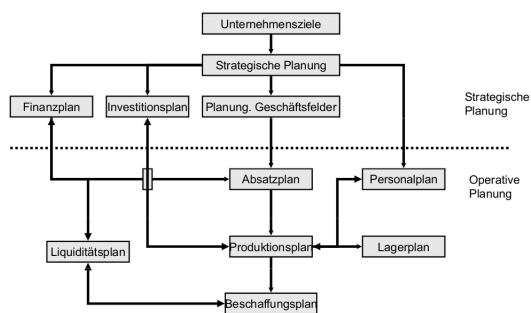 Unternehmensziele
Strategische Planung
Finanzplan
Investitionsplan
Planung. Geschäftsfelder
Strategische
Planung
Absatzplan
Personalplan
Operative
Planung
Liquiditätsplan
Produktionsplan
Lagerplan
Beschaffungsplan